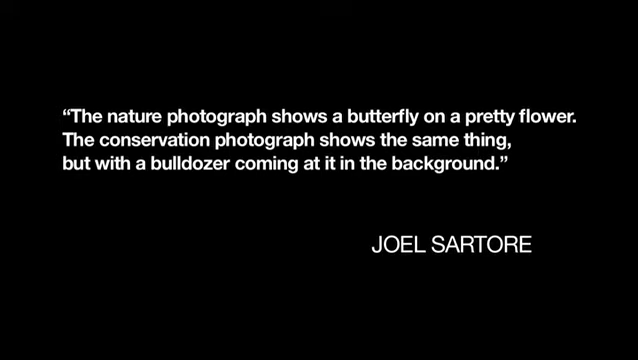 “The nature photograph shows a butterfly on a pretty flower.
The conservation photograph shows the same thing,
but with a bulldozer coming at it in the background.”
JOEL SARTORE